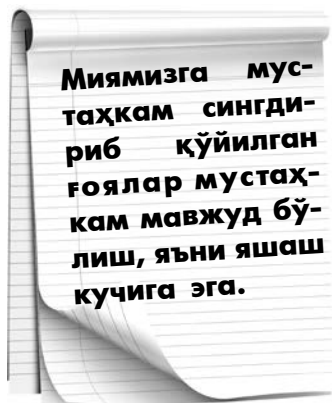 Миямизга мус-
таҳкам сингди-
риб қўйилган
ғоялар мустаҳ-
кам мавжуд бў-
лиш, яъни яшаш
кучига эга.